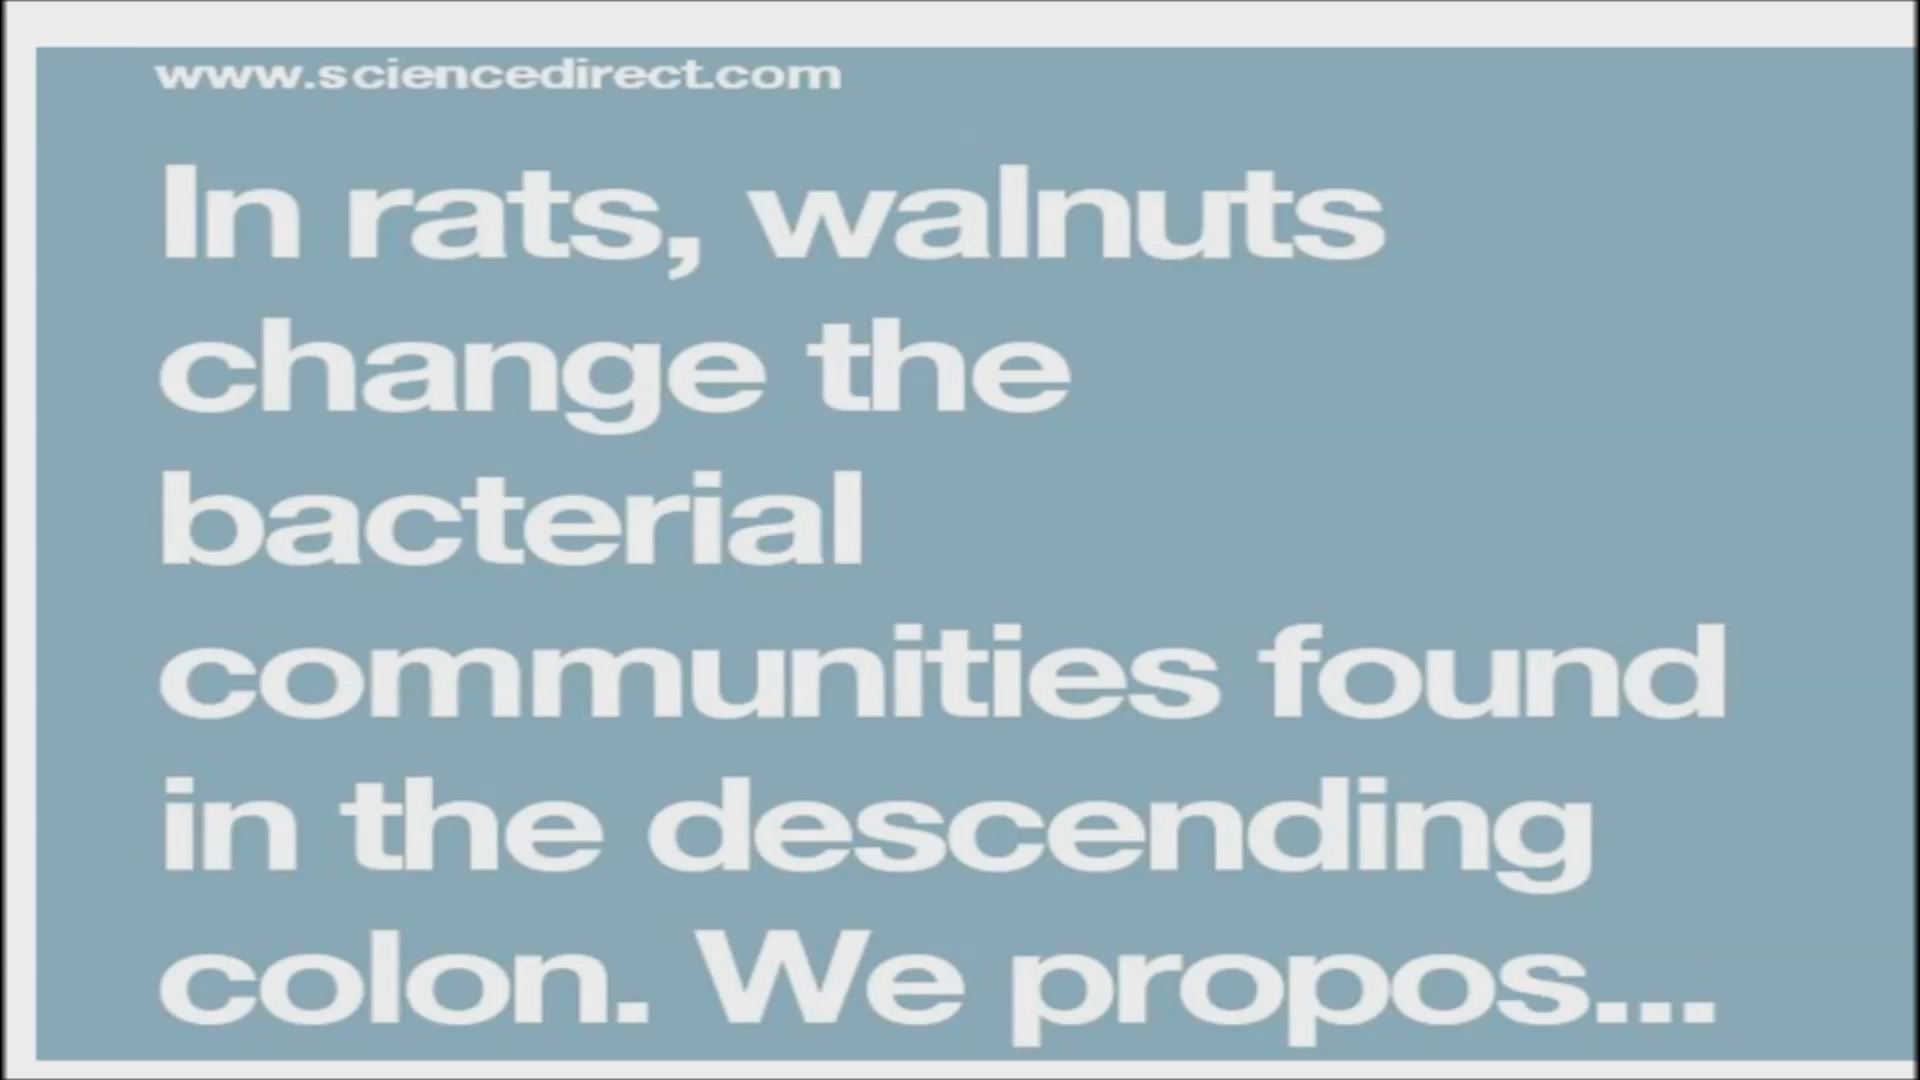 www.sciencedirect.com
In rats, walnuts
change the
bacterial
communities found
in the descending
colon. We propos...